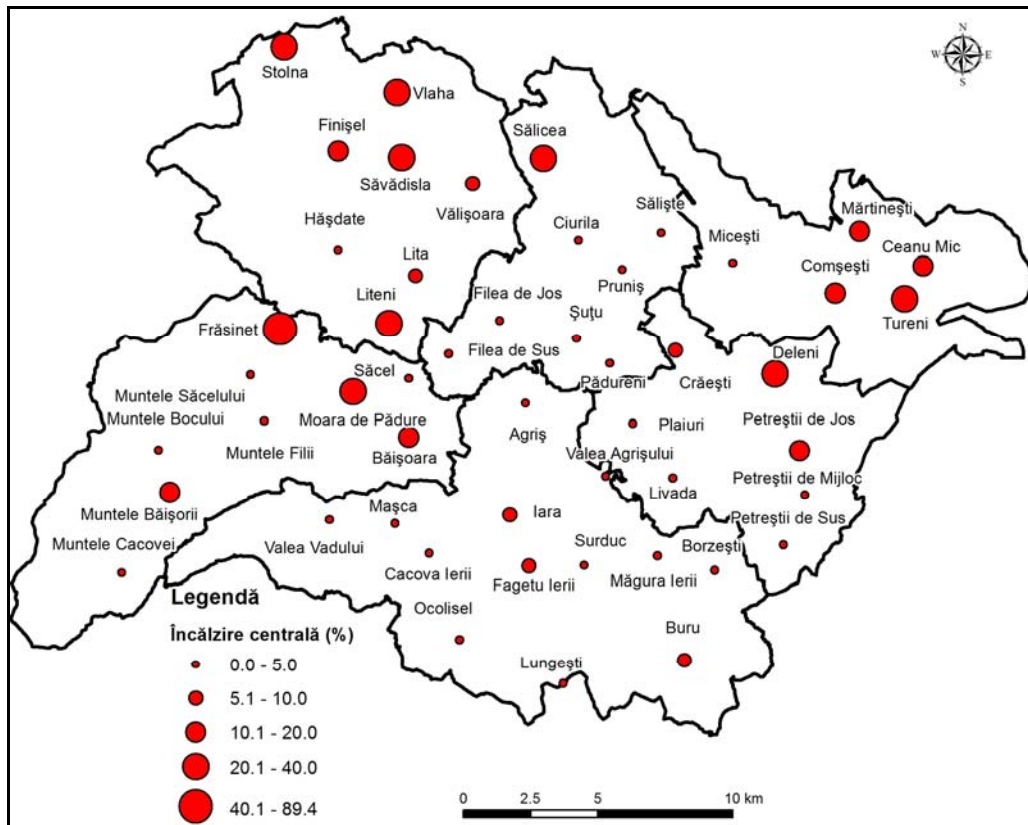 N
W E
S
Stolna
Vlaha
Finişel
Sălicea
Săvădisla
Vălişoara
Hăşdate
Ciurila
Sălişte
Mărtineşti
Miceşti
Ceanu Mic
Lita
Comşeşti
Pruniş
Filea de Jos
Liteni
Şuţu
Tureni
Frăsinet
Filea de Sus
Deleni
Săcel
Pădureni
Crăeşti
Muntele Săcelului
Muntele Bocului
Moara de Pădure
Petreştii de Jos
Plaiuri
Agriş
Muntele Filii
Băişoara
Valea Agrişului
Petreştii de Mijloc
Livada
Maşca
Iara
Muntele Băişorii
Petreştii de Sus
Muntele Cacovei
Valea Vadului
Surduc
Borzeşti
Cacova Ierii
Fagetu Ierii
Măgura Ierii
Ocolisel
Buru
Lungeşti
Legendă
Încălzire centrală (%)
0.0 - 5.0
5.1 - 10.0
10.1 - 20.0
20.1 - 40.0
40.1 - 89.4
0 2.5 5 10 km